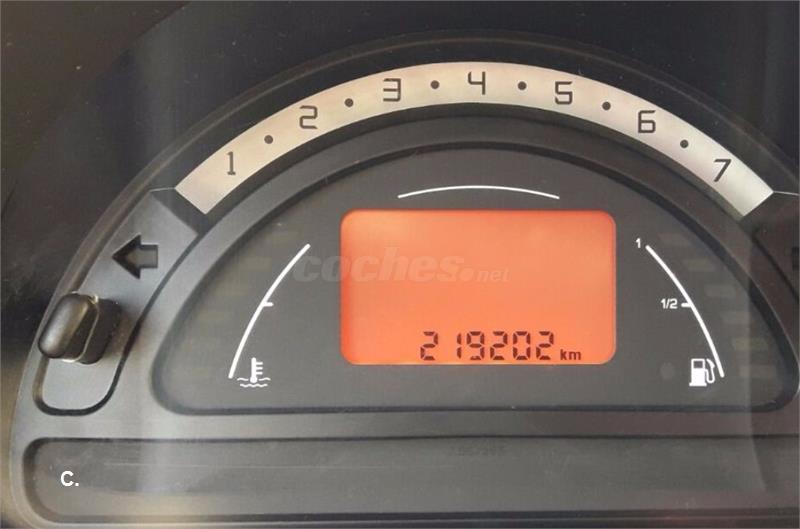 1 • 2 • 3 • 4 • 5 • 6 • 7
1
coches.net
1/2
219202 km
C.